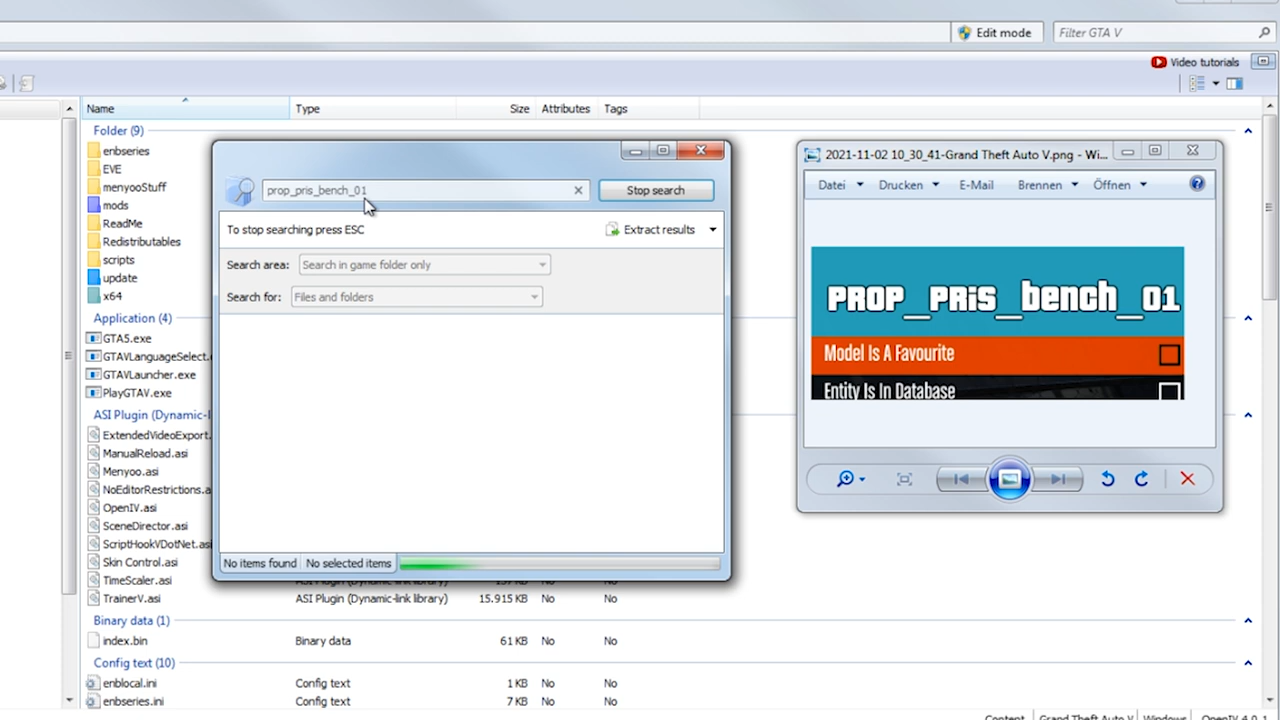 Edit mode
Filter GTA V
Video tutorials
Name Type Size Attributes Tags
Folder (9)
enbseries
EVE
menyooStuff
mods
ReadMe
Redistributables
scripts
update
x64
Application (4)
GTA5.exe
GTAVLanguageSelect.
GTAVLauncher.exe
PlayGTAV.exe
ASI Plugin (Dynamic-l
ExtendedVideoExport.
ManualReload.asi
Menyoo.asi
NoEditorRestrictions.a
OpenIV.asi
SceneDirector.asi
ScriptHookVDotNet.asi
Skin Control.asi
TimeScaler.asi
TrainerV.asi ASI Plugin (Dynamic-link library) 15.915 KB No No
Binary data (1)
index.bin Binary data 61 KB No No
Config text (10)
enblocal.ini Config text 1 KB No No
enbseries.ini Config text 7 KB No No
prop_pris_bench_01
Stop search
To stop searching press ESC
Extract results
Search area: Search in game folder only
Search for: Files and folders
No items found No selected items
2021-11-02 10_30_41-Grand Theft Auto V.png - Wi...
Datei Drucken E-Mail Brennen Öffnen
PROP_PRis_bench_01
Model Is A Favourite
Entity Is In Database
Content Grand Theft Auto V Windows OpenIV 4.0.1